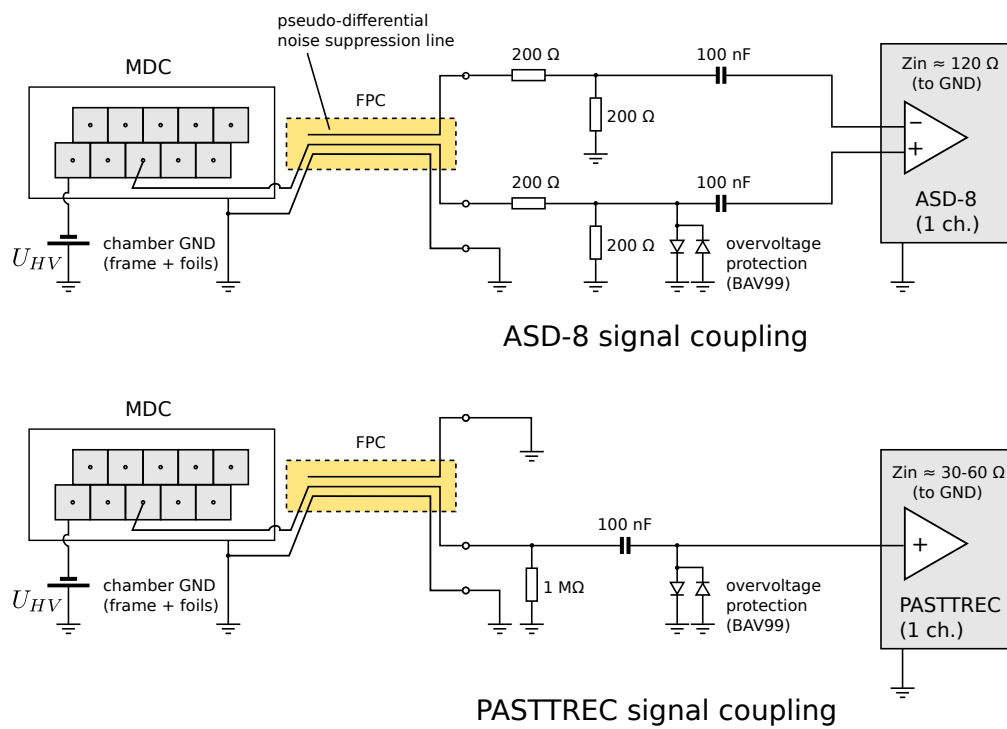 pseudo-differential
noise suppression line
MDC
FPC
200 Ω
100 nF
Zin ≈ 120 Ω
(to GND)
200 Ω
−
+
200 Ω
100 nF
ASD-8
(1 ch.)
200 Ω
overvoltage
protection
(BAV99)
U_HV
chamber GND
(frame + foils)
ASD-8 signal coupling
MDC
FPC
Zin ≈ 30-60 Ω
(to GND)
100 nF
+
1 MΩ
overvoltage
protection
(BAV99)
U_HV
chamber GND
(frame + foils)
PASTTREC
(1 ch.)
PASTTREC signal coupling